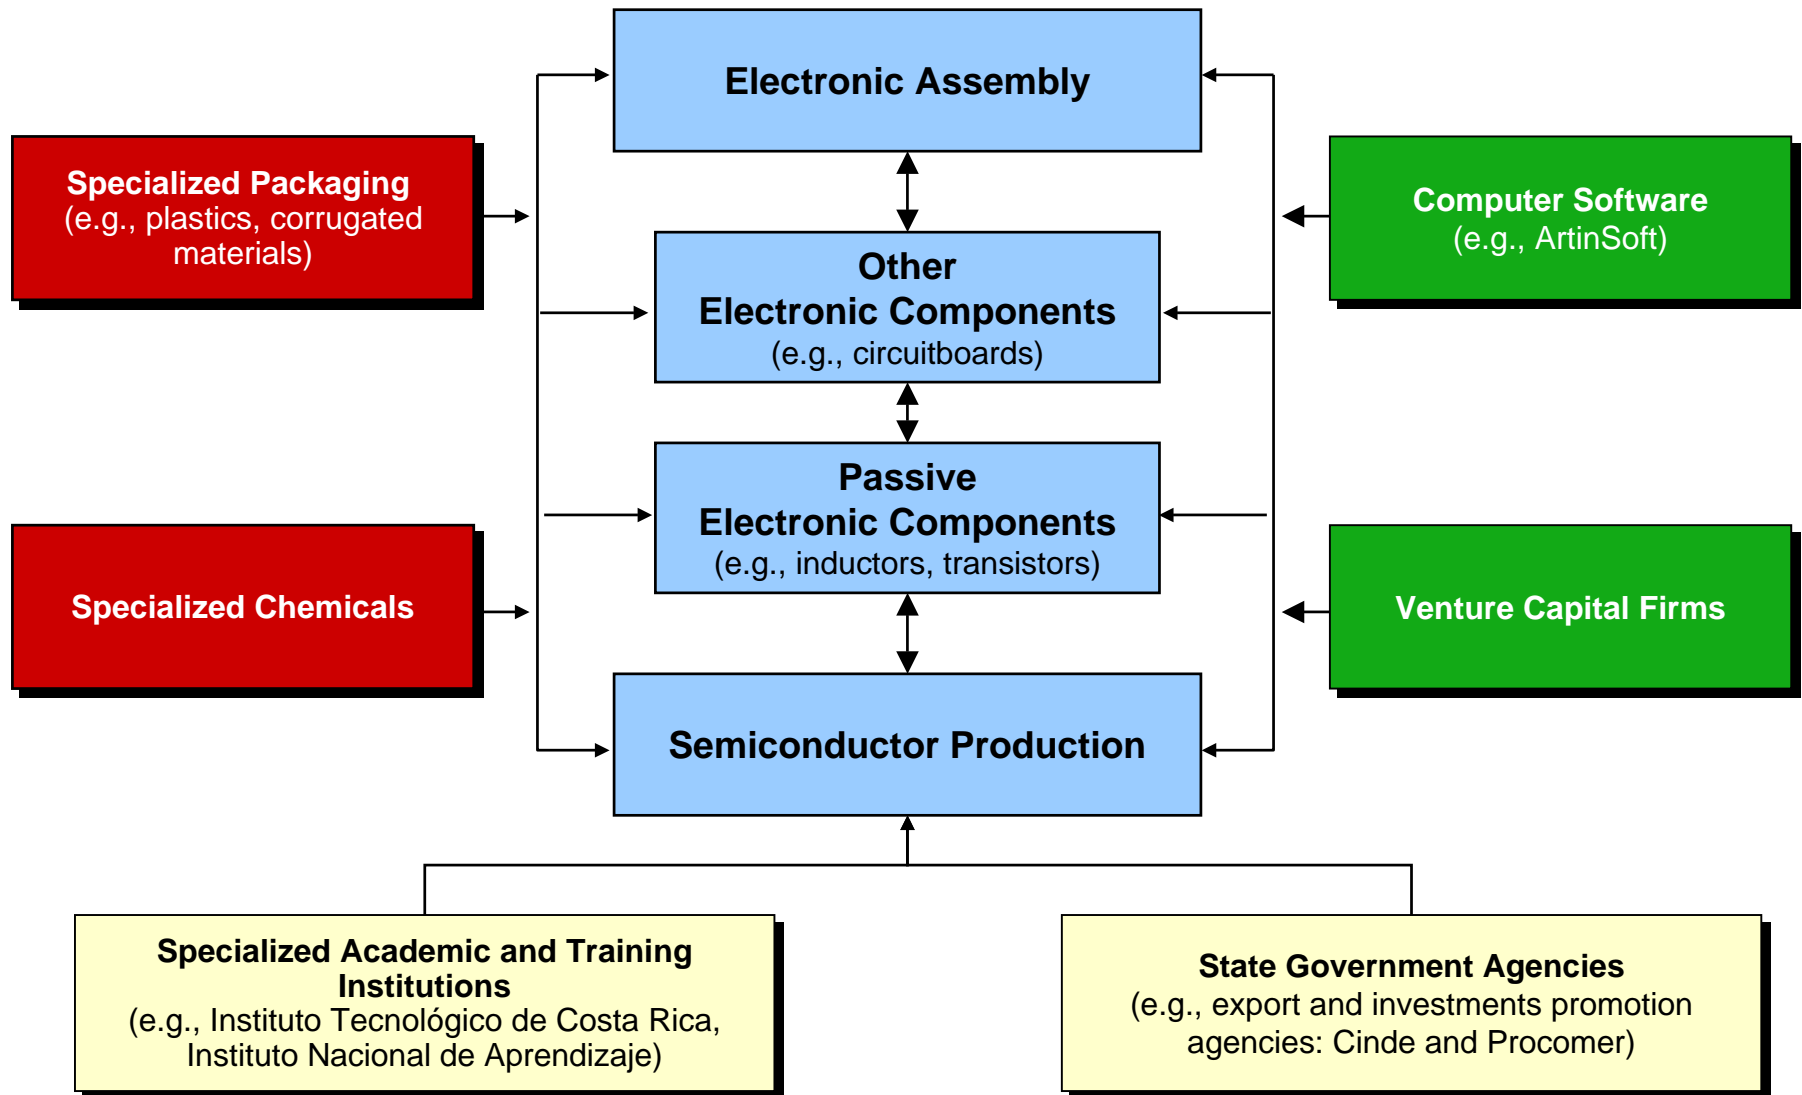 Electronic Assembly
Specialized Packaging
(e.g., plastics, corrugated
materials)
Computer Software
(e.g., ArtinSoft)
Other
Electronic Components
(e.g., circuitboards)
Passive
Electronic Components
(e.g., inductors, transistors)
Specialized Chemicals
Venture Capital Firms
Semiconductor Production
Specialized Academic and Training
Institutions
(e.g., Instituto Tecnológico de Costa Rica,
Instituto Nacional de Aprendizaje)
State Government Agencies
(e.g., export and investments promotion
agencies: Cinde and Procomer)